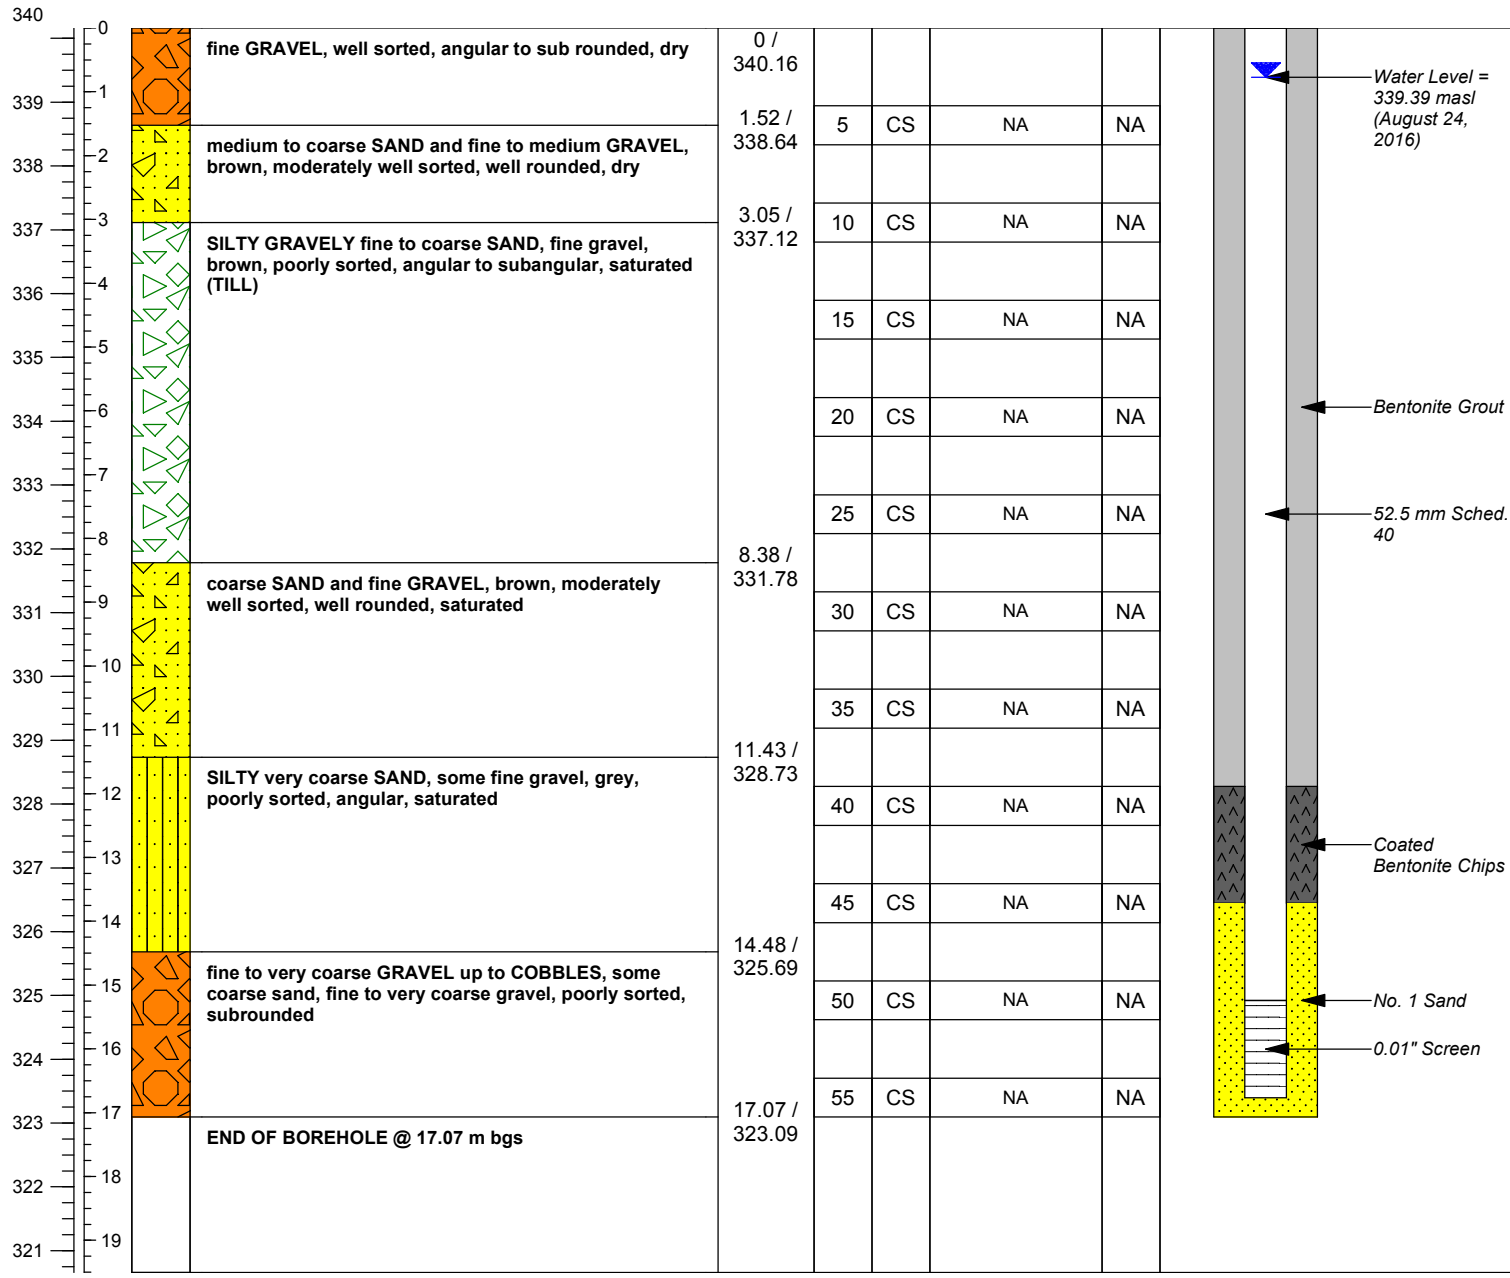 340
339
338
337
336
335
334
333
332
331
330
329
328
327
326
325
324
323
322
321
0
1
2
3
4
5
6
7
8
9
10
11
12
13
14
15
16
17
18
19
fine GRAVEL, well sorted, angular to sub rounded, dry
medium to coarse SAND and fine to medium GRAVEL,
brown, moderately well sorted, well rounded, dry
SILTY GRAVELY fine to coarse SAND, fine gravel,
brown, poorly sorted, angular to subangular, saturated
(TILL)
coarse SAND and fine GRAVEL, brown, moderately
well sorted, well rounded, saturated
SILTY very coarse SAND, some fine gravel, grey,
poorly sorted, angular, saturated
fine to very coarse GRAVEL up to COBBLES, some
coarse sand, fine to very coarse gravel, poorly sorted,
subrounded
END OF BOREHOLE @ 17.07 m bgs
0 /
340.16
1.52 /
338.64
3.05 /
337.12
8.38 /
331.78
11.43 /
328.73
14.48 /
325.69
17.07 /
323.09
5 CS NA NA
10 CS NA NA
15 CS NA NA
20 CS NA NA
25 CS NA NA
30 CS NA NA
35 CS NA NA
40 CS NA NA
45 CS NA NA
50 CS NA NA
55 CS NA NA
Water Level =
339.39 masl
(August 24,
2016)
Bentonite Grout
52.5 mm Sched.
40
Coated
Bentonite Chips
No. 1 Sand
0.01" Screen